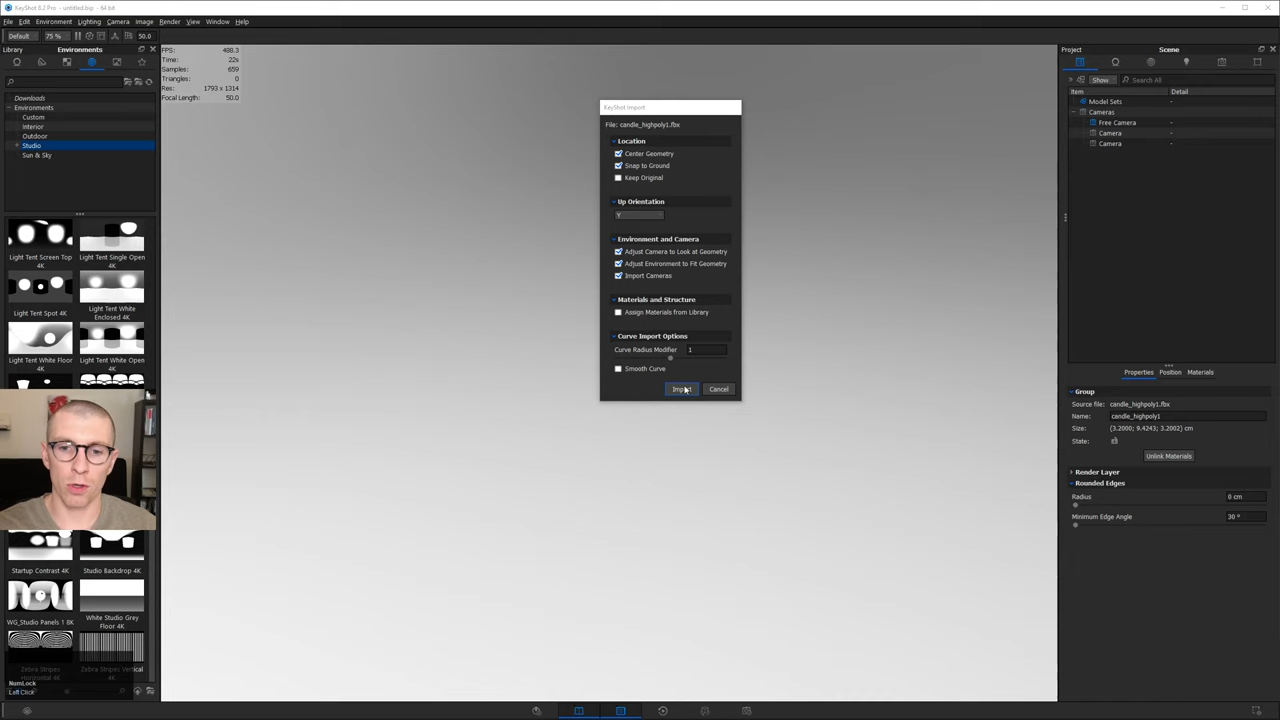 KeyShot 8.2 Pro - untitled.bip - 64 bit
File Edit Environment Lighting Camera Image Render View Window Help
Default 75 % 50.0
Library Environments
Downloads
Environments
Custom
Interior
Outdoor
Studio
Sun & Sky
Light Tent Screen Top 4K
Light Tent Single Open 4K
Light Tent Spot 4K
Light Tent White Enclosed 4K
Light Tent White Floor 4K
Light Tent White Open 4K
Startup Contrast 4K
Studio Backdrop 4K
WG_Studio Panels 1 8K
White Studio Grey Floor 4K
Zebra Stripes Horizontal 4K
Zebra Stripes Vertical 4K
NumLock
Left Click
FPS: 488.3
Time: 22s
Samples: 659
Triangles: 0
Res: 1793 x 1314
Focal Length: 50.0
KeyShot Import
File: candle_highpoly1.fbx
Location
Center Geometry
Snap to Ground
Keep Original
Up Orientation
Y
Environment and Camera
Adjust Camera to Look at Geometry
Adjust Environment to Fit Geometry
Import Cameras
Materials and Structure
Assign Materials from Library
Curve Import Options
Curve Radius Modifier 1
Smooth Curve
Import Cancel
Project Scene
Show Search All
Item Detail
Model Sets -
Cameras
Free Camera -
Camera -
Camera -
Properties Position Materials
Group
Source file: candle_highpoly1.fbx
Name: candle_highpoly1
Size: (3.2000; 9.4243; 3.2002) cm
State:
Unlink Materials
Render Layer
Rounded Edges
Radius 0 cm
Minimum Edge Angle 30 °